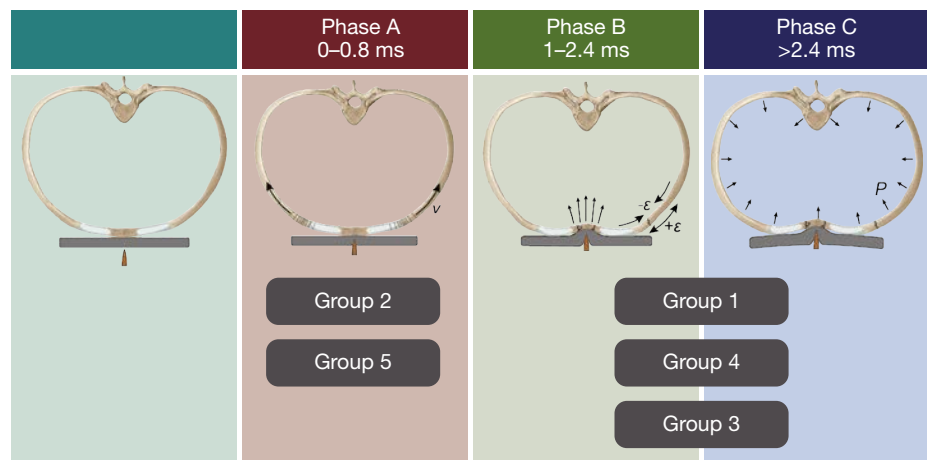 Phase A
0–0.8 ms
Phase B
1–2.4 ms
Phase C
>2.4 ms
v
-ε
+ε
P
Group 2
Group 1
Group 5
Group 4
Group 3